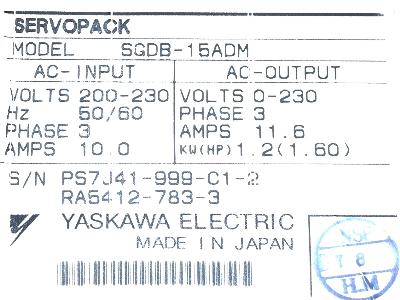 SERVOPACK
MODEL SGDB-15ADM
AC-INPUT AC-OUTPUT
VOLTS 200-230 VOLTS 0-230
Hz 50/60 PHASE 3
PHASE 3 AMPS 11.6
AMPS 10.0 KW(HP) 1.2(1.60)
S/N PS7J41-999-C1-2
RA5412-783-3
YASKAWA ELECTRIC
MADE IN JAPAN
8
H.M